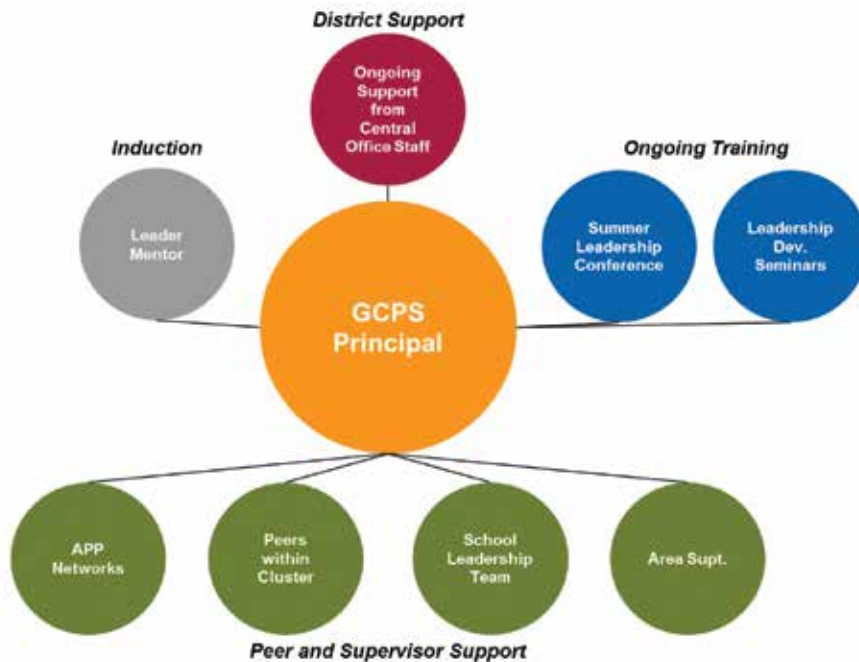 District Support
Ongoing
Support
from
Central
Office Staff
Induction
Ongoing Training
Leader
Mentor
Summer
Leadership
Conference
Leadership
Dev.
Seminars
GCPS
Principal
APP
Networks
Peers
within
Cluster
School
Leadership
Team
Area Supt.
Peer and Supervisor Support